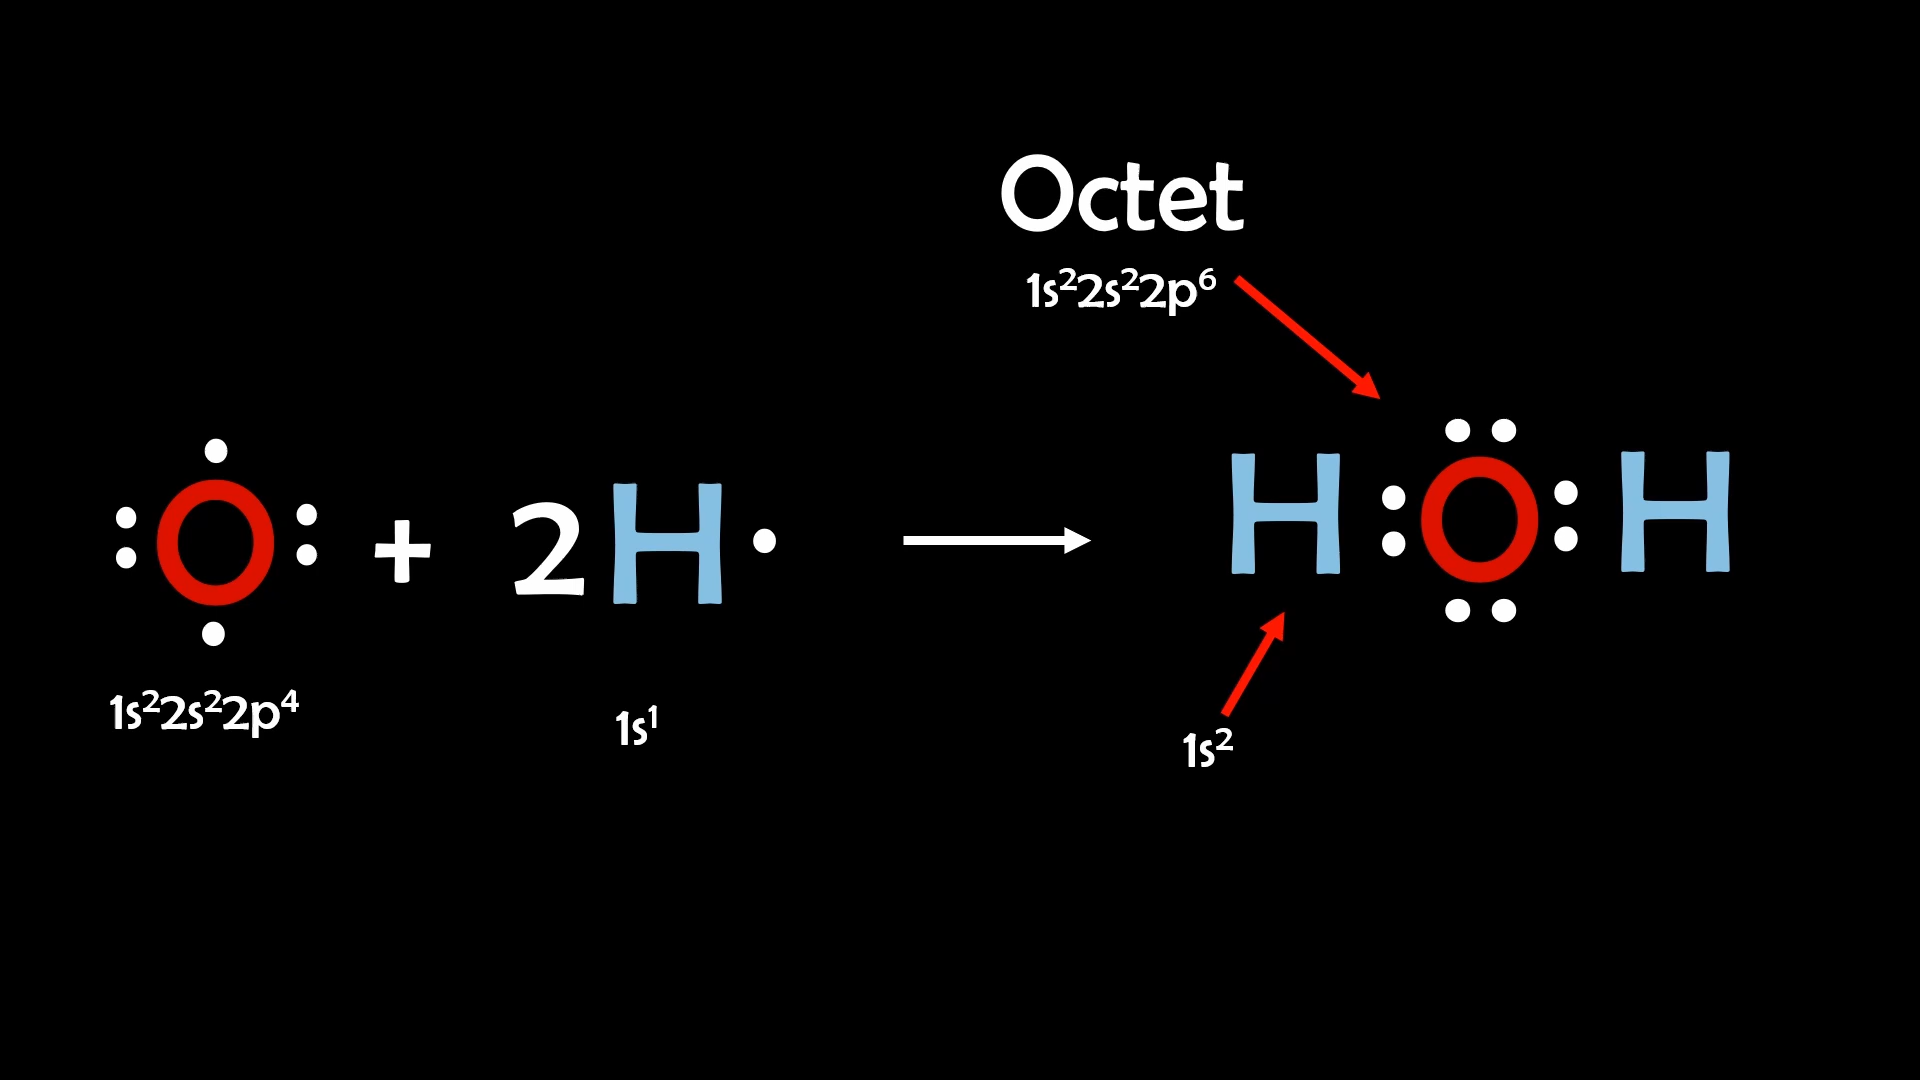 Octet
1s²2s²2p⁶
O + 2H → H O H
1s²2s²2p⁴
1s¹
1s²